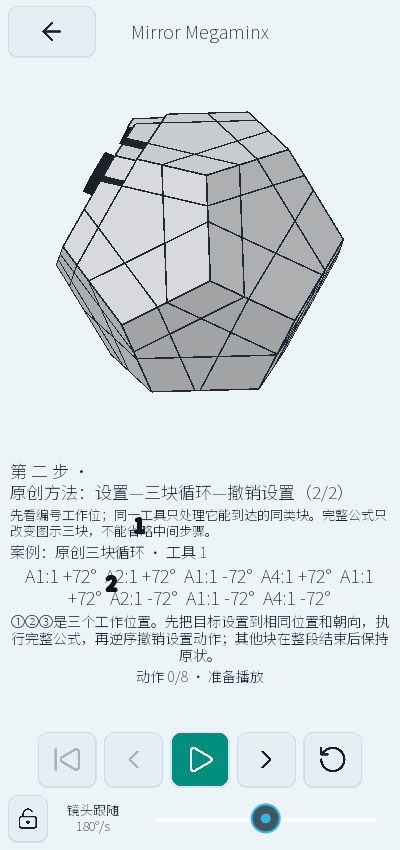 Mirror Megaminx
第二步 ·
原创方法：设置—三块循环—撤销设置（2/2）
先看编号工作位；同一工具只处理它能到达的同类块。完整公式只
改变图示三块，不能省略中间步骤。
1
案例：原创三块循环 · 工具 1
A1:1 +72° A2:1 +72° A1:1 -72° A4:1 +72° A1:1
2
+72° A2:1 -72° A1:1 -72° A4:1 -72°
①②③是三个工作位置。先把目标设置到相同位置和朝向，执
行完整公式，再逆序撤销设置动作；其他块在整段结束后保持
原状。
动作 0/8 · 准备播放
镜头跟随
180°/s